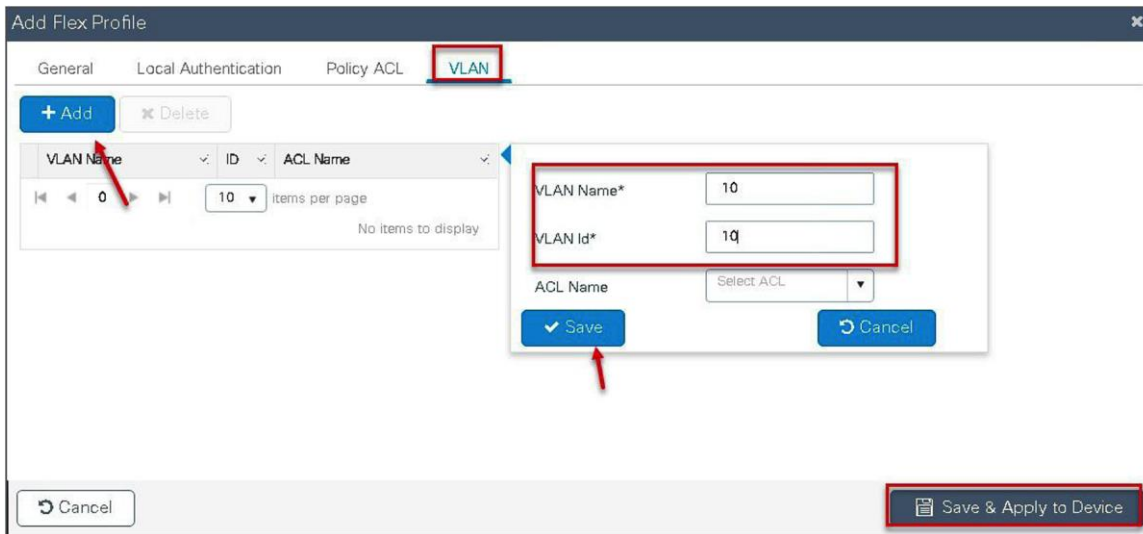 Add Flex Profile
General Local Authentication Policy ACL VLAN
+ Add × Delete
VLAN Name ID ACL Name
0 10 items per page
No items to display
VLAN Name* 10
VLAN Id* 10
ACL Name Select ACL
Save Cancel
Cancel Save & Apply to Device